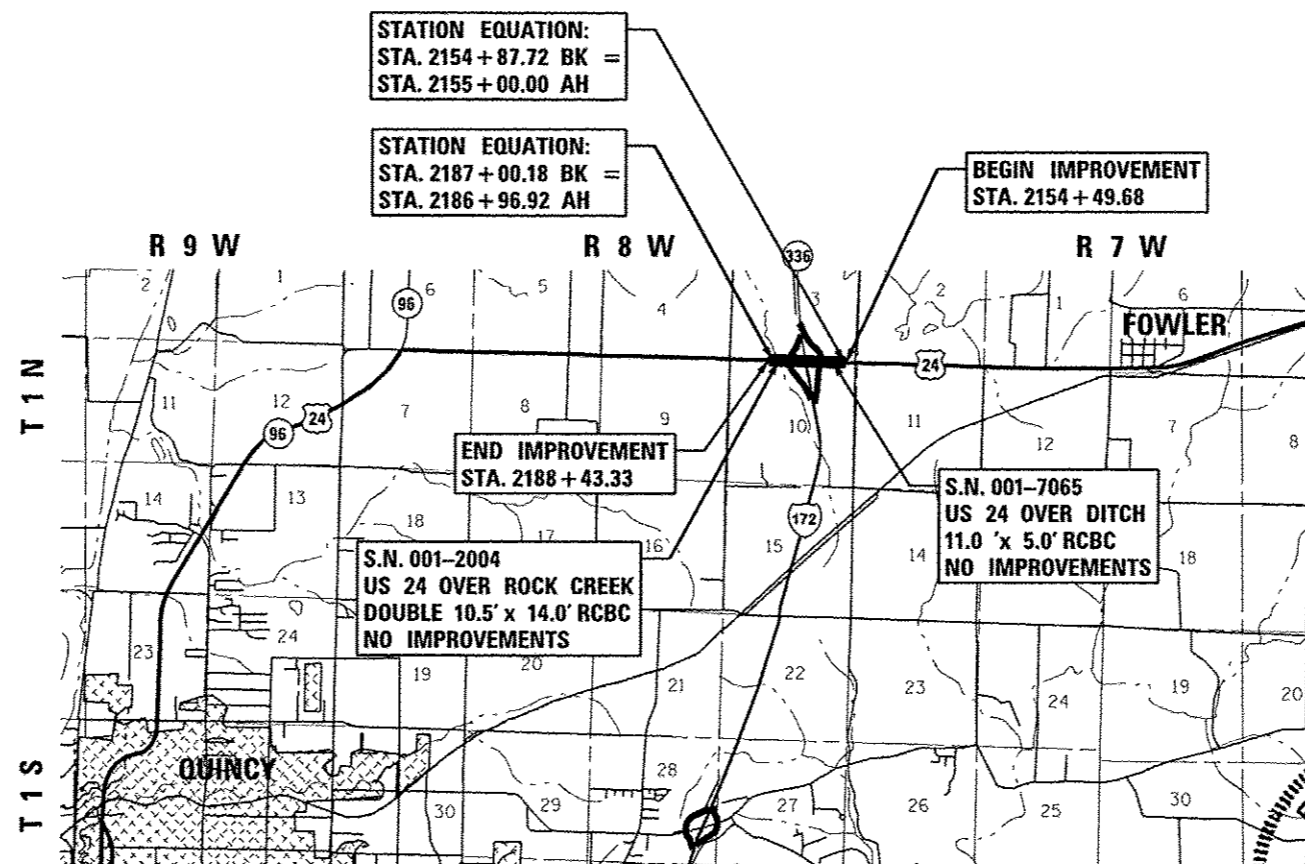 STATION EQUATION:
STA. 2154+87.72 BK =
STA. 2155+00.00 AH
STATION EQUATION:
STA. 2187+00.18 BK =
STA. 2186+96.92 AH
BEGIN IMPROVEMENT
STA. 2154+49.68
R 9 W
R 8 W
R 7 W
336
2
1
6
5
4
3
2
1
6
96
FOWLER
24
T 1 N
11
12
7
8
9
10
11
12
7
8
96
24
END IMPROVEMENT
STA. 2188+43.33
S.N. 001-7065
US 24 OVER DITCH
11.0 'x 5.0' RCBC
NO IMPROVEMENTS
14
13
18
17
16
15
14
18
172
S.N. 001-2004
US 24 OVER ROCK CREEK
DOUBLE 10.5' x 14.0' RCBC
NO IMPROVEMENTS
23
24
19
20
21
22
23
24
19
20
T 1 S
QUINCY
30
29
28
27
26
25
30